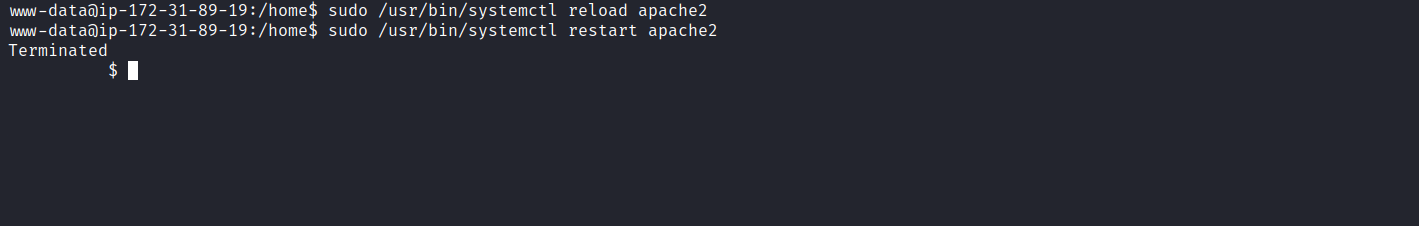 www-data@ip-172-31-89-19:/home$ sudo /usr/bin/systemctl reload apache2
www-data@ip-172-31-89-19:/home$ sudo /usr/bin/systemctl restart apache2
Terminated
$